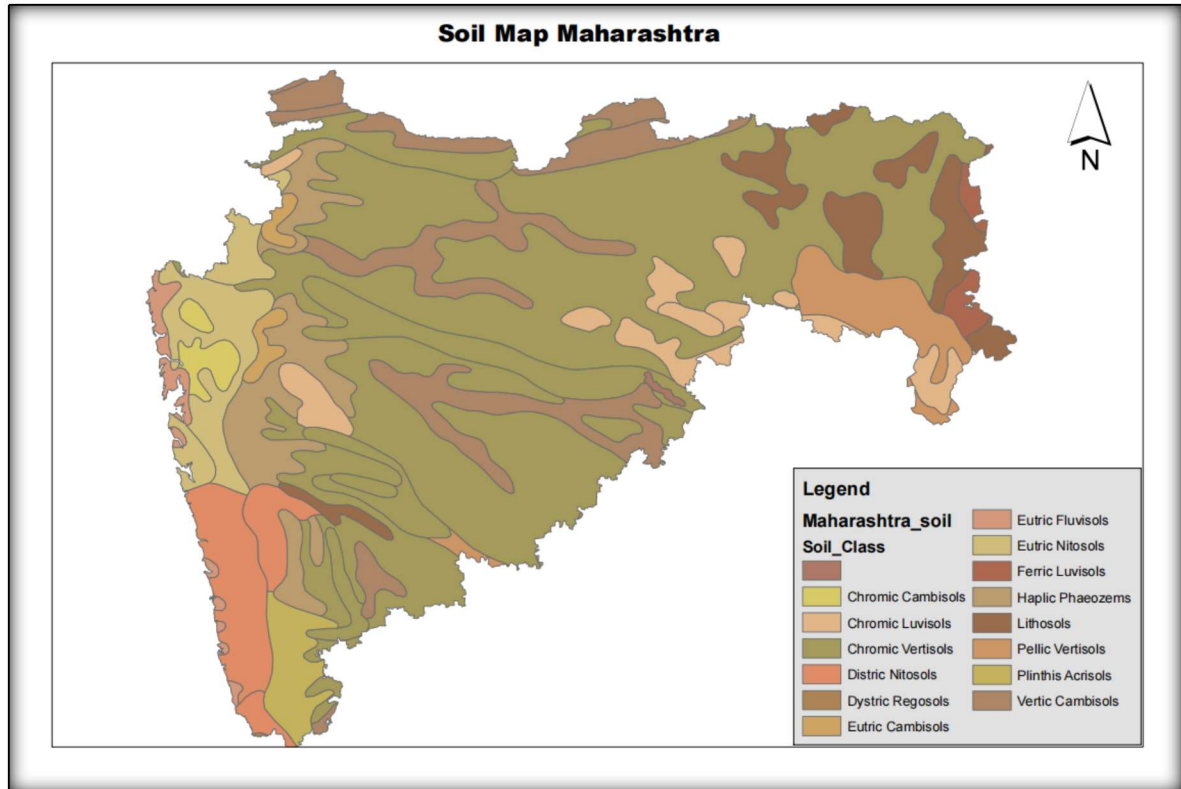 Soil Map Maharashtra
N
Legend
Maharashtra_soil
Soil_Class
Chromic Cambisols
Chromic Luvisols
Chromic Vertisols
Distric Nitosols
Dystric Regosols
Eutric Cambisols
Eutric Fluvisols
Eutric Nitosols
Ferric Luvisols
Haplic Phaeozems
Lithosols
Pellic Vertisols
Plinthis Acrisols
Vertic Cambisols